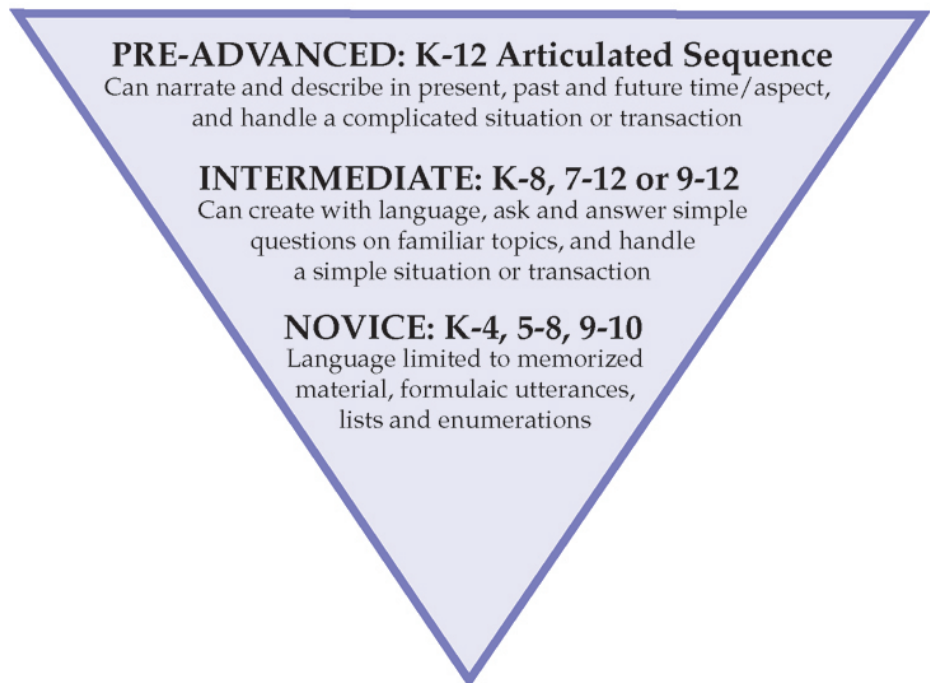 PRE-ADVANCED: K-12 Articulated Sequence
Can narrate and describe in present, past and future time/aspect,
and handle a complicated situation or transaction
INTERMEDIATE: K-8, 7-12 or 9-12
Can create with language, ask and answer simple
questions on familiar topics, and handle
a simple situation or transaction
NOVICE: K-4, 5-8, 9-10
Language limited to memorized
material, formulaic utterances,
lists and enumerations